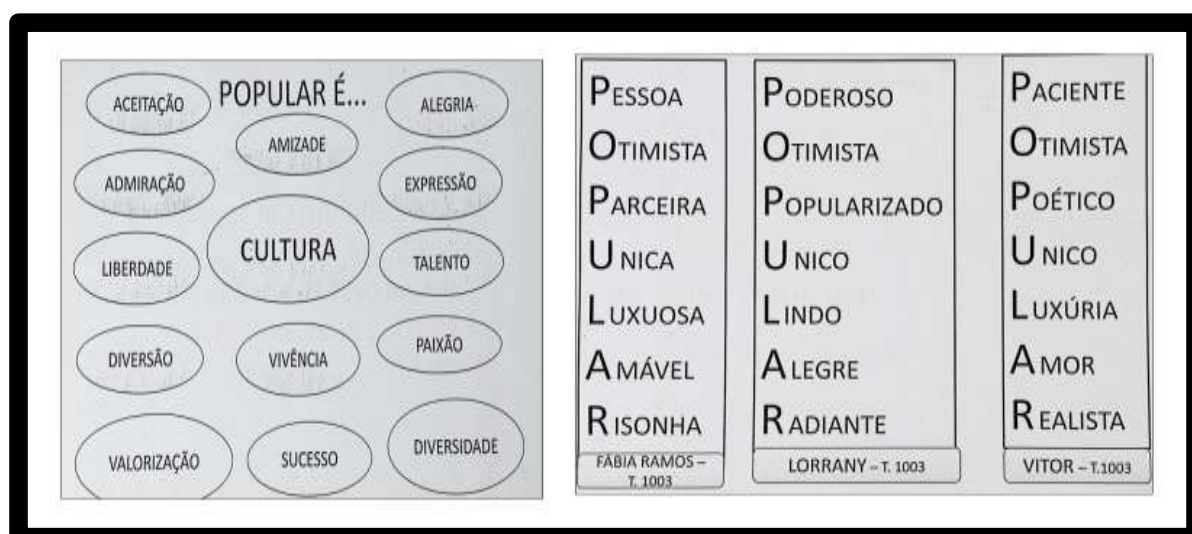 POPULAR É...
ACEITAÇÃO
ALEGRIA
AMIZADE
ADMIRAÇÃO
EXPRESSÃO
CULTURA
LIBERDADE
TALENTO
DIVERSÃO
VIVÊNCIA
PAIXÃO
VALORIZAÇÃO
SUCESSO
DIVERSIDADE
PESSOA
OTIMISTA
PARCEIRA
UNICA
LUXUOSA
AMÁVEL
RISONHA
FÁBIA RAMOS –
T. 1003
PODEROSO
OTIMISTA
POPULARIZADO
UNICO
LINDO
ALEGRE
RADIANTE
LORRANY – T. 1003
PACIENTE
OTIMISTA
POÉTICO
UNICO
LUXÚRIA
AMOR
REALISTA
VITOR – T.1003